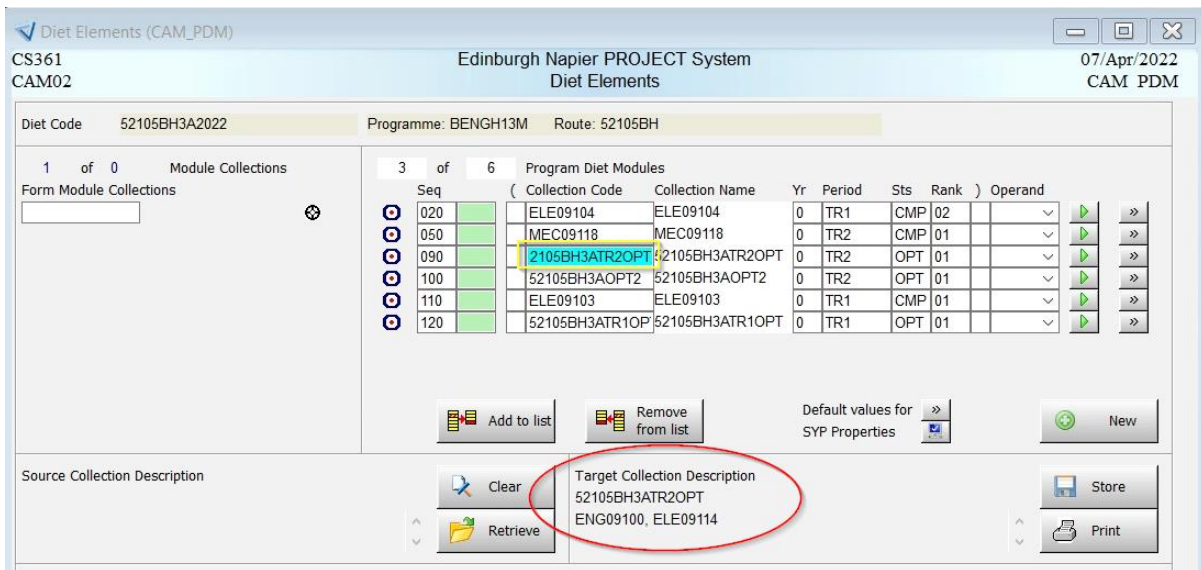 Diet Elements (CAM_PDM)
CS361 Edinburgh Napier PROJECT System 07/Apr/2022
CAM02 Diet Elements CAM PDM
Diet Code 52105BH3A2022 Programme: BENGH13M Route: 52105BH
1 of 0 Module Collections 3 of 6 Program Diet Modules
Form Module Collections Seq ( Collection Code Collection Name Yr Period Sts Rank ) Operand
020 ELE09104 ELE09104 0 TR1 CMP 02 »
050 MEC09118 MEC09118 0 TR2 CMP 01 »
090 2105BH3ATR2OPT 52105BH3ATR2OPT 0 TR2 OPT 01 »
100 52105BH3AOPT2 52105BH3AOPT2 0 TR2 OPT 01 »
110 ELE09103 ELE09103 0 TR1 CMP 01 »
120 52105BH3ATR1OP 52105BH3ATR1OPT 0 TR1 OPT 01 »
Add to list Remove from list Default values for » New
SYP Properties
Source Collection Description Clear Target Collection Description Store
52105BH3ATR2OPT
Retrieve ENG09100, ELE09114 Print